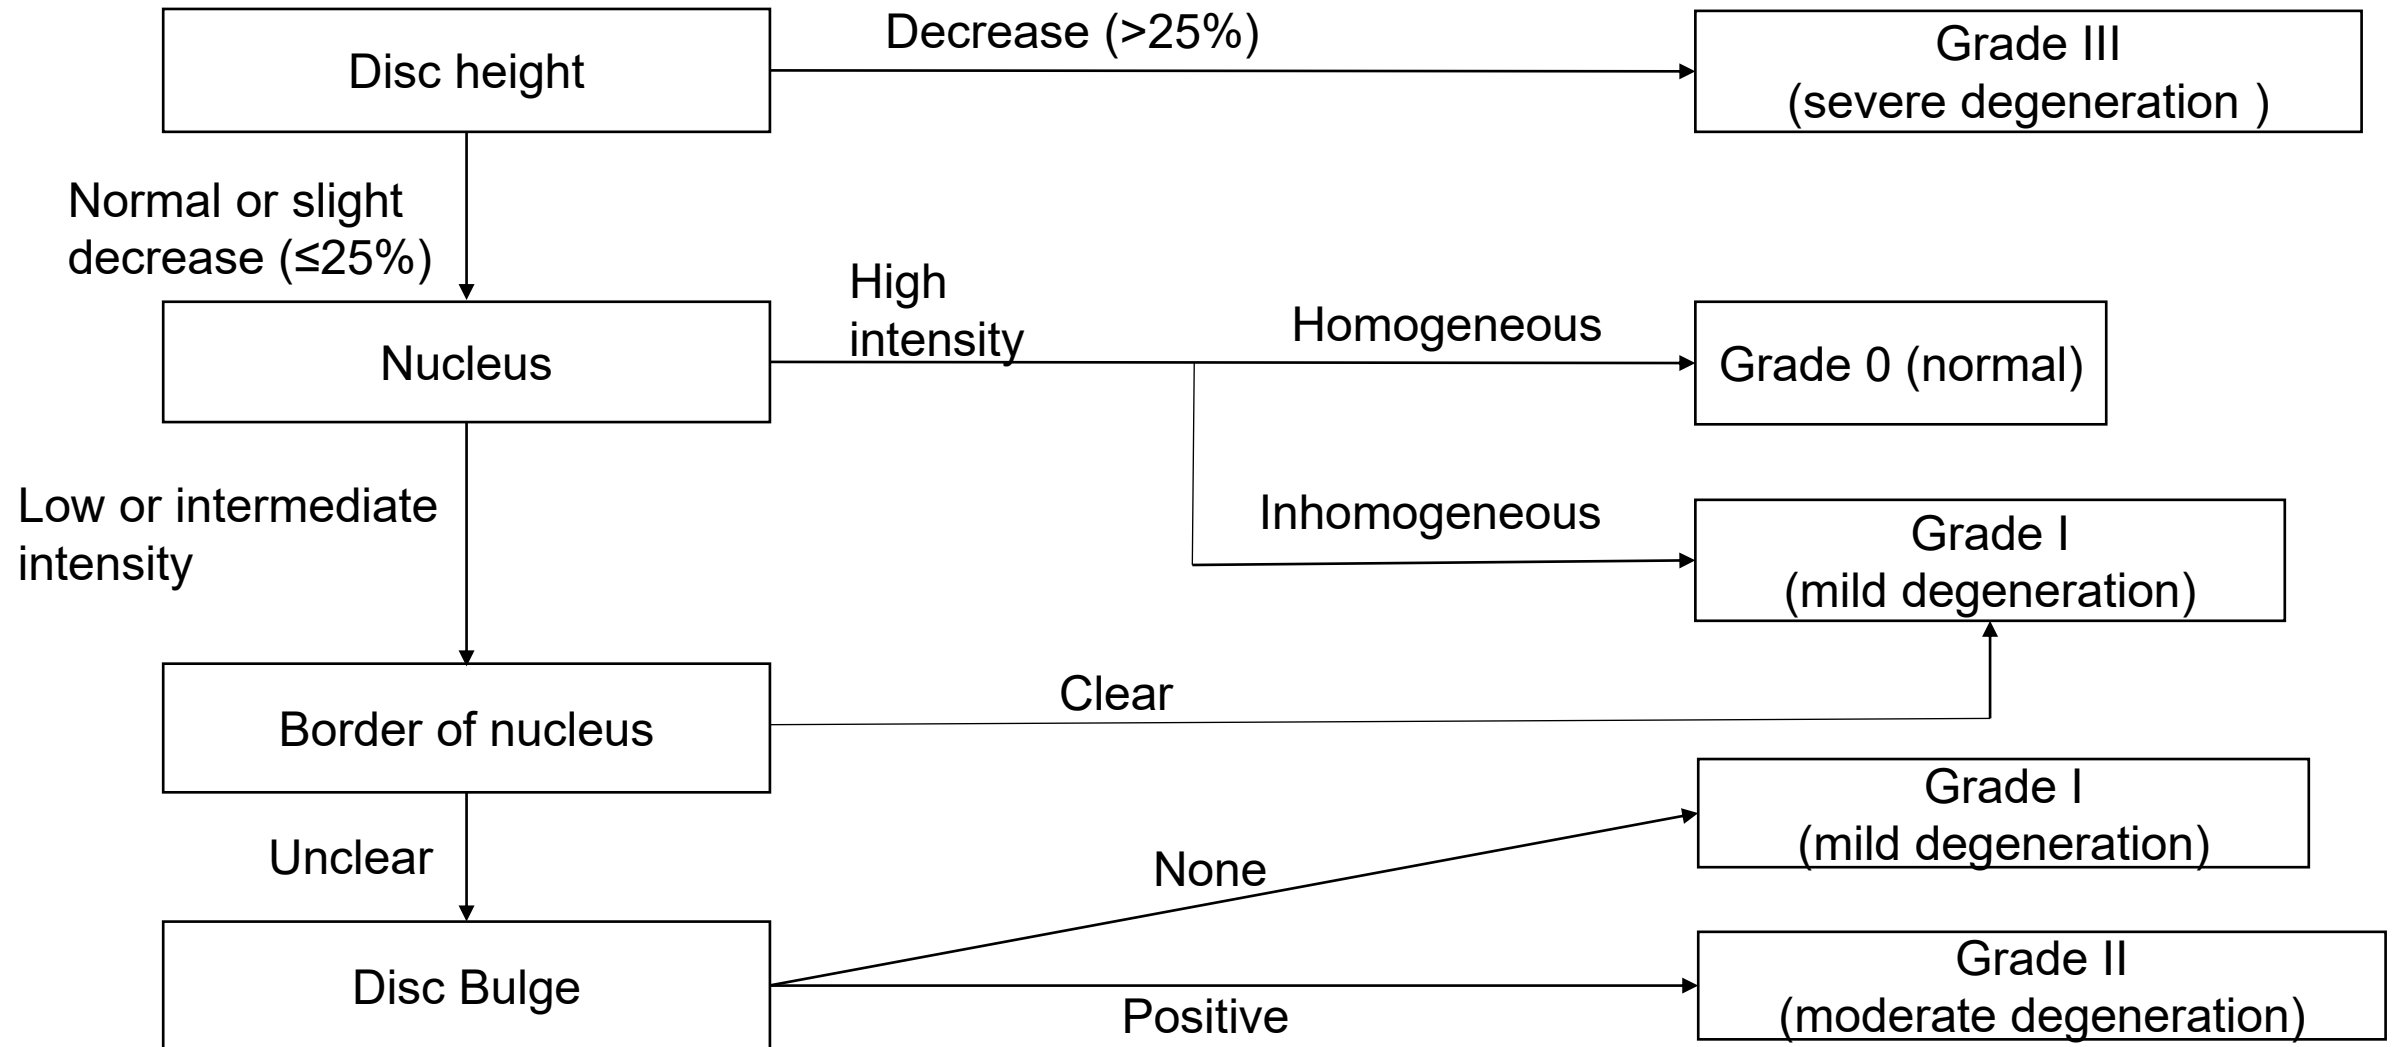 Disc height
Decrease (>25%)
Grade III
(severe degeneration )
Normal or slight
decrease (≤25%)
Nucleus
High
intensity
Homogeneous
Grade 0 (normal)
Low or intermediate
intensity
Inhomogeneous
Grade I
(mild degeneration)
Border of nucleus
Clear
Unclear
Grade I
(mild degeneration)
None
Disc Bulge
Positive
Grade II
(moderate degeneration)